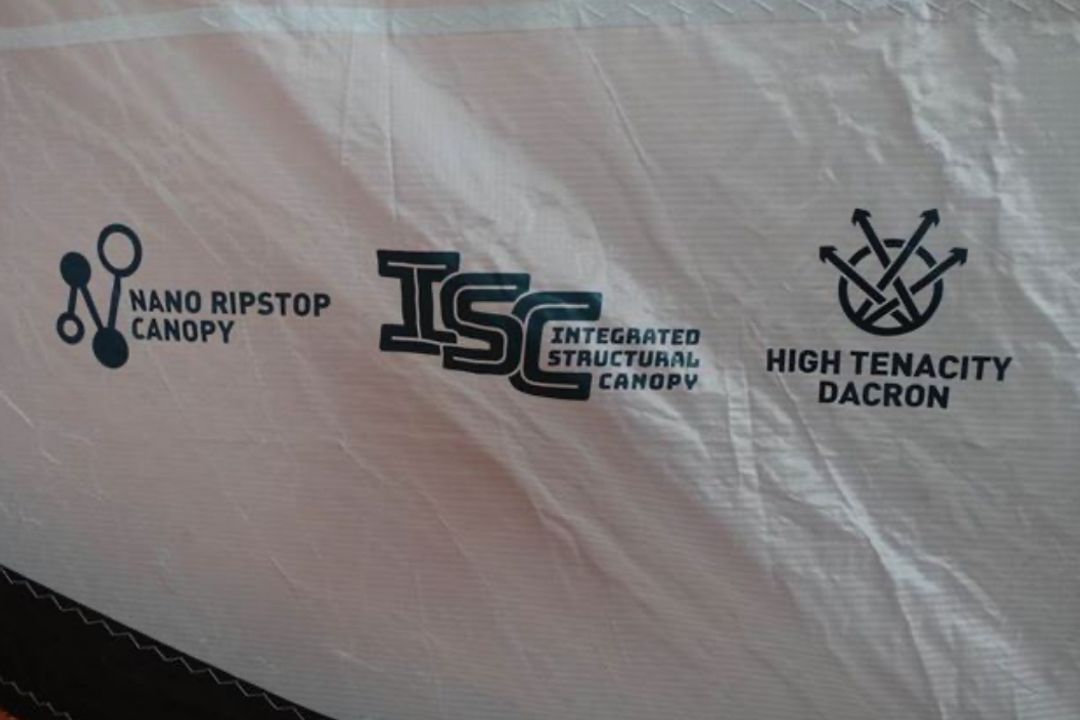 NANO RIPSTOP
CANOPY
ISC
INTEGRATED
STRUCTURAL
CANOPY
HIGH TENACITY
DACRON